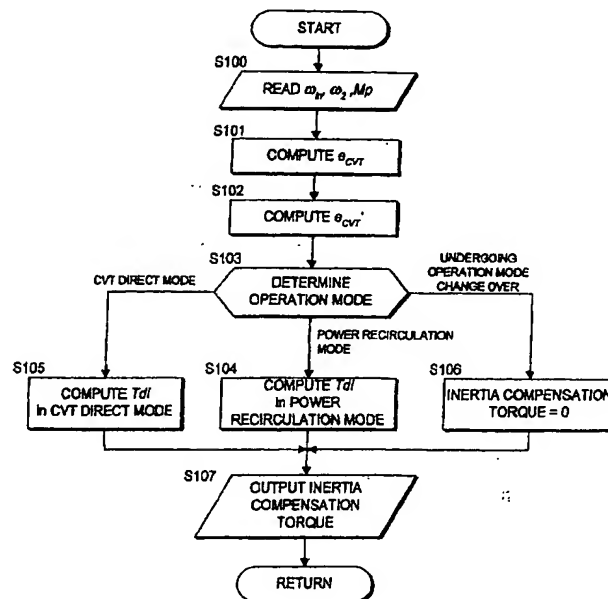 START
S100
READ ωin, ω2 ,Mp
S101
COMPUTE eCVT
S102
COMPUTE eCVT'
S103
DETERMINE
OPERATION MODE
CVT DIRECT MODE
UNDERGOING
OPERATION MODE
CHANGE OVER
POWER RECIRCULATION
MODE
S105
COMPUTE Tdi
in CVT DIRECT MODE
S104
COMPUTE Tdi
in POWER
RECIRCULATION MODE
S106
INERTIA COMPENSATION
TORQUE = 0
S107
OUTPUT INERTIA
COMPENSATION
TORQUE
RETURN